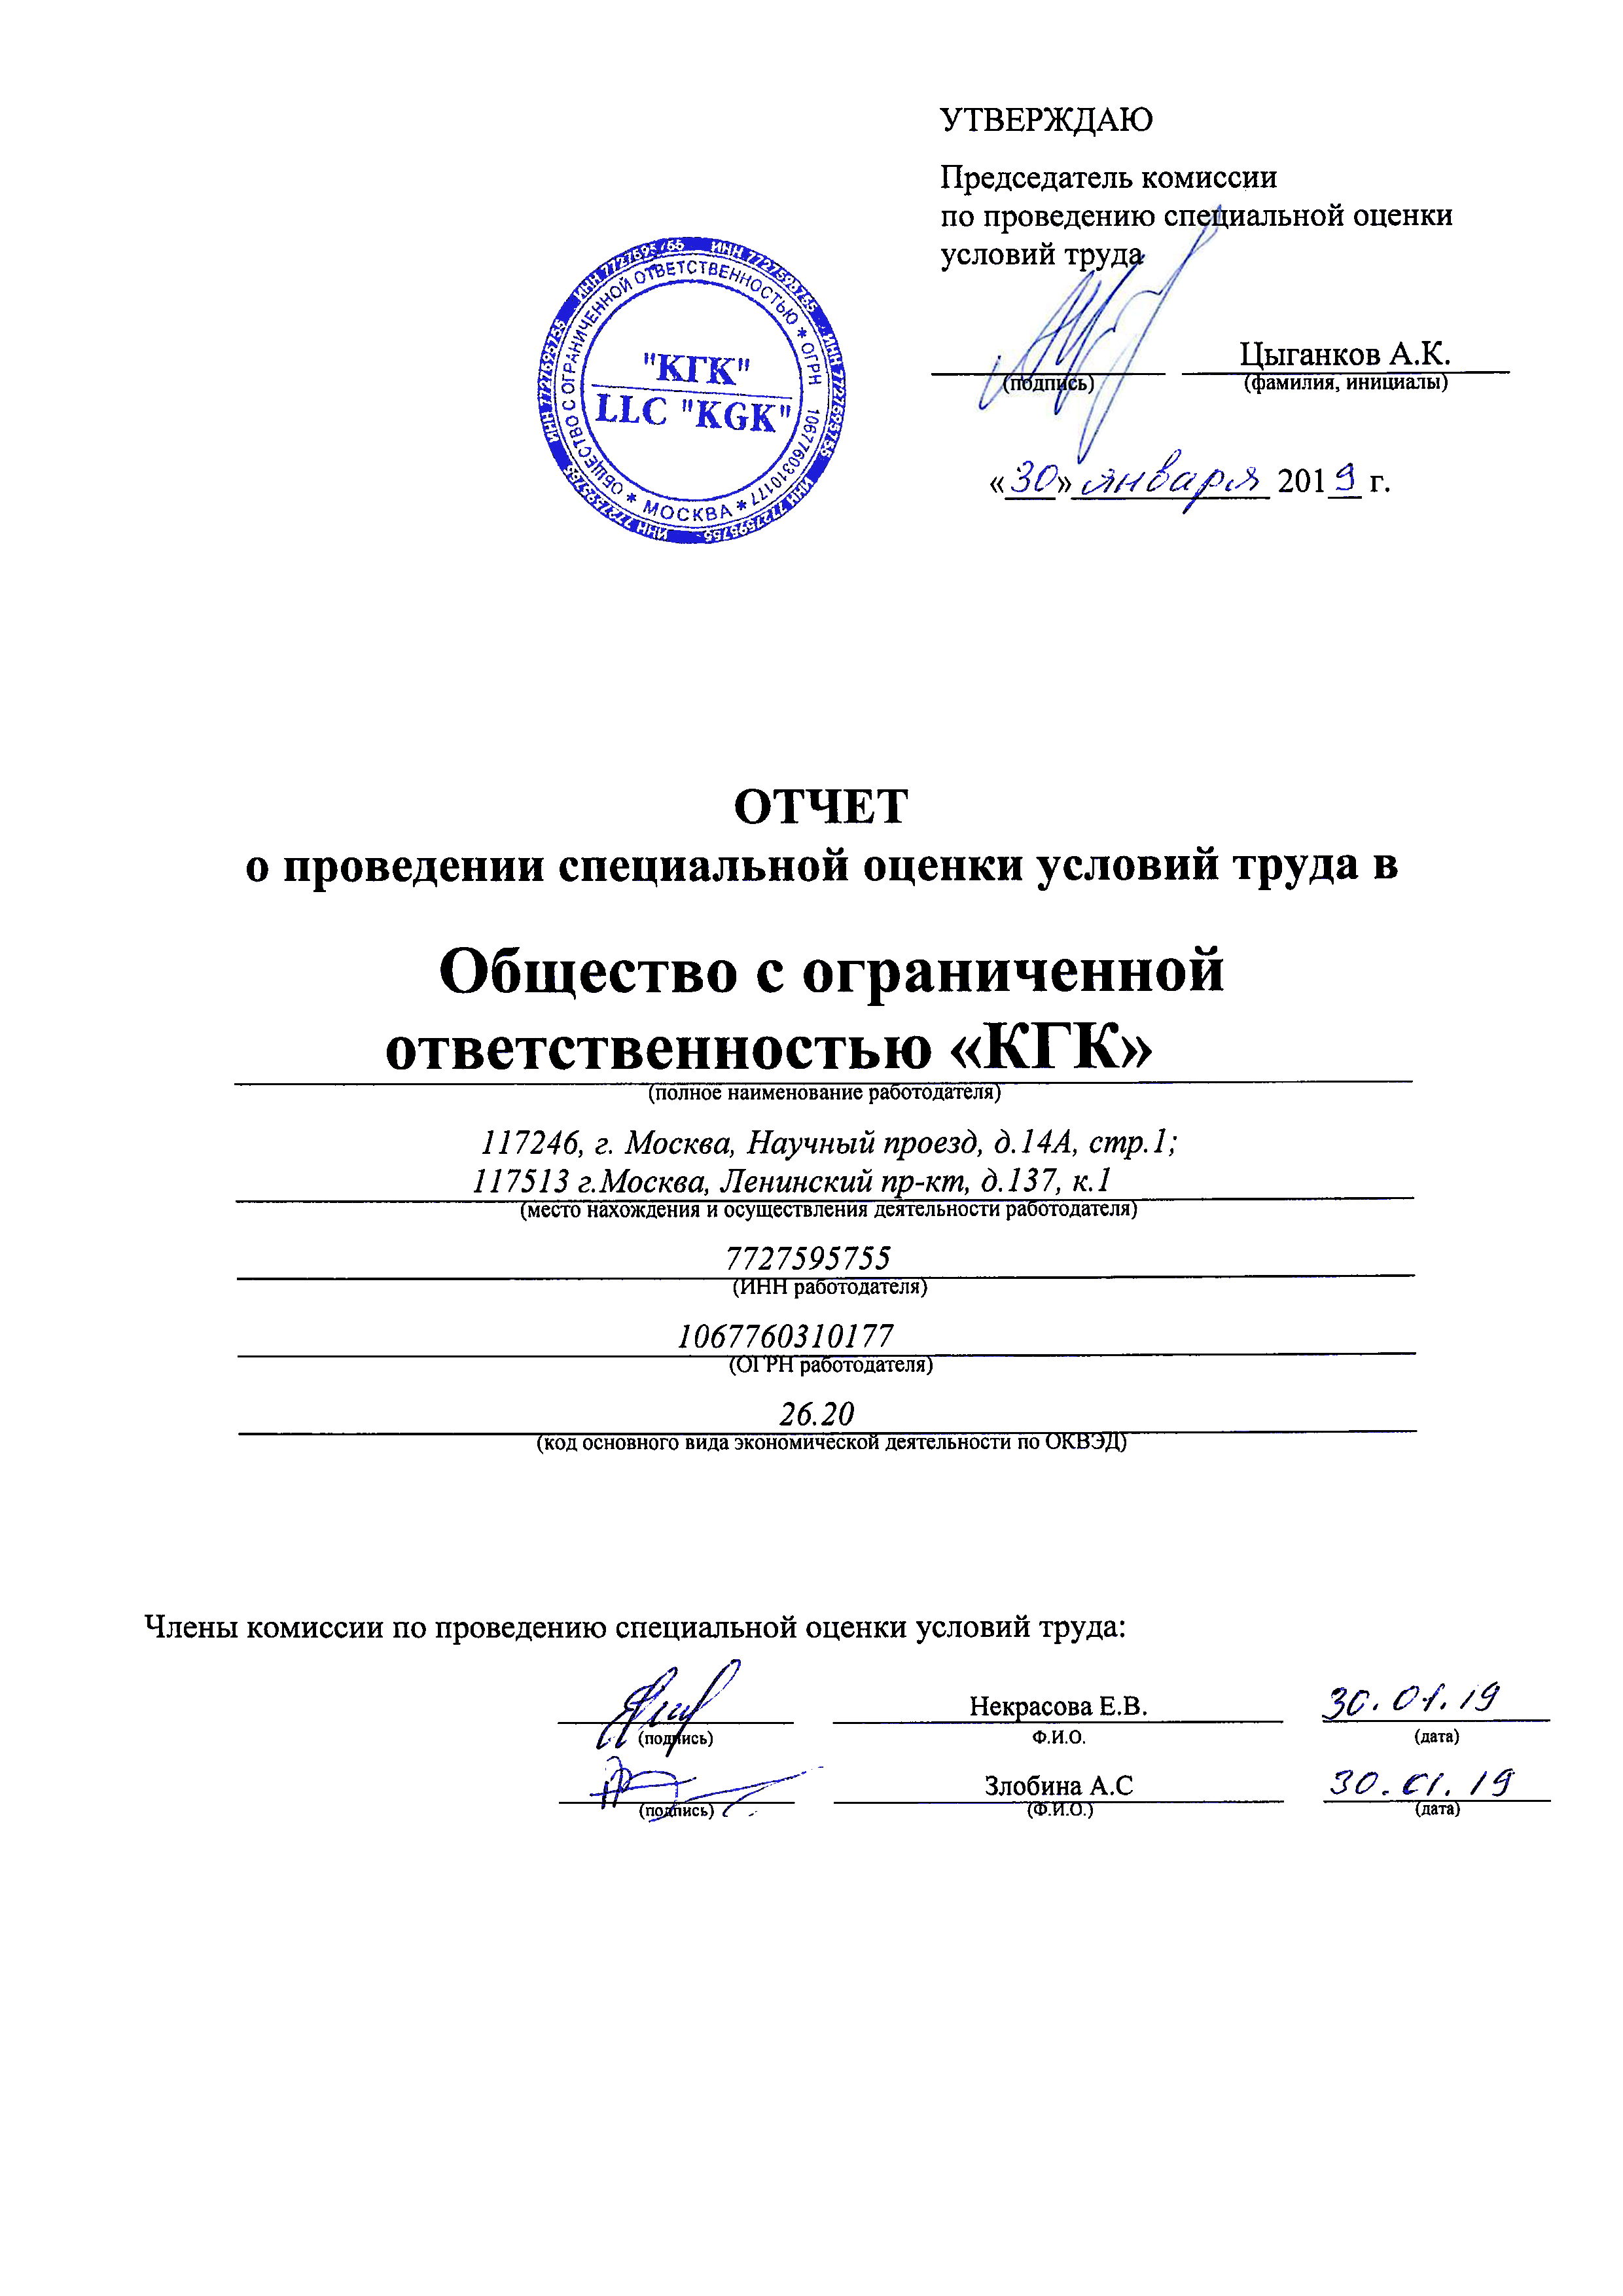 УТВЕРЖДАЮ
Председатель комиссии
по проведению специальной оценки
условий труда
Цыганков А.К.
(подпись) (фамилия, инициалы)
«30» января 2019 г.
ИНН 7727595755 ИНН 7727595755 ИНН 7727595755 ИНН 7727595755 ИНН 7727595755 ИНН 7727595755
ОБЩЕСТВО С ОГРАНИЧЕННОЙ ОТВЕТСТВЕННОСТЬЮ * ОГРН 1067760310177 * МОСКВА *
"КГК"
LLC "KGK"
ОТЧЕТ
о проведении специальной оценки условий труда в
Общество с ограниченной
ответственностью «КГК»
(полное наименование работодателя)
117246, г. Москва, Научный проезд, д.14А, стр.1;
117513 г.Москва, Ленинский пр-кт, д.137, к.1
(место нахождения и осуществления деятельности работодателя)
7727595755
(ИНН работодателя)
1067760310177
(ОГРН работодателя)
26.20
(код основного вида экономической деятельности по ОКВЭД)
Члены комиссии по проведению специальной оценки условий труда:
Некрасова Е.В. 30.01.19
(подпись) Ф.И.О. (дата)
Злобина А.С 30.01.19
(подпись) (Ф.И.О.) (дата)